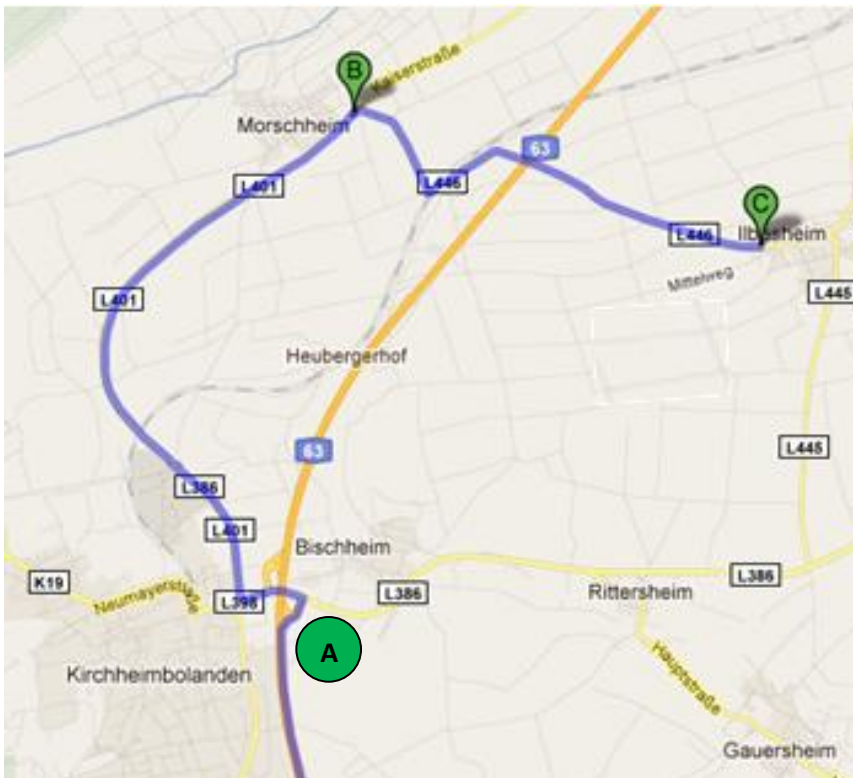 B
Kaiserstraße
Morschheim
L401
L446
63
C
L446
Ilbesheim
Mittelweg
L401
L445
Heubergerhof
63
L445
L386
L401
Bischheim
K19
Neumayerstraße
L398
L386
L386
Rittersheim
A
Kirchheimbolanden
Hauptstraße
Gauersheim